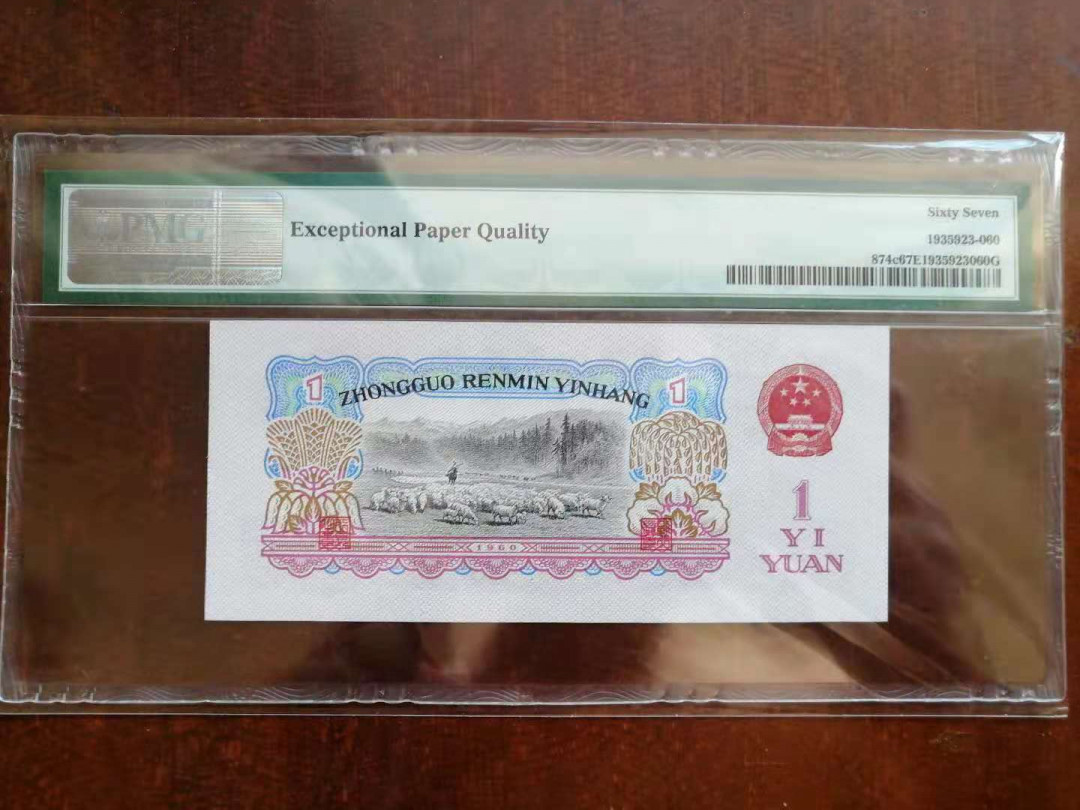 PMG
Exceptional Paper Quality
Sixty Seven
1935923-060
874c67E1935923060G
1 ZHONGGUO RENMIN YINHANG 1
1960
1
YI
YUAN